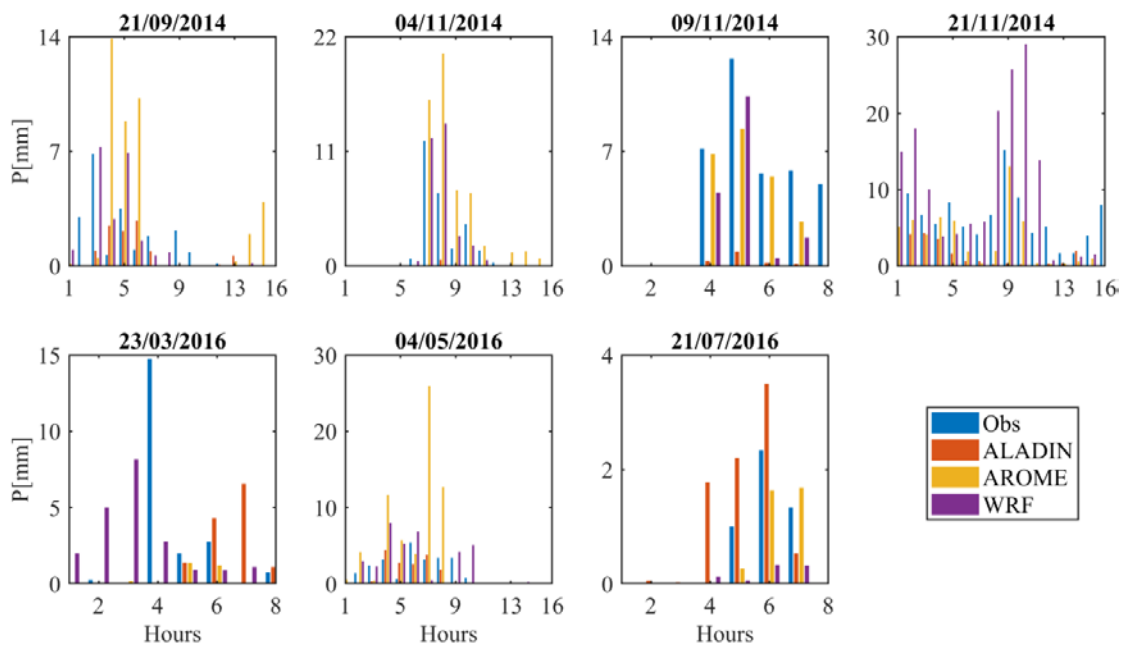 21/09/2014
04/11/2014
09/11/2014
21/11/2014
P[mm]
14
7
0
1 5 9 13 16
22
11
0
1 5 9 13 16
14
7
0
2 4 6 8
30
20
10
0
1 5 9 13 16
23/03/2016
04/05/2016
21/07/2016
P[mm]
15
10
5
0
2 4 6 8
Hours
30
20
10
0
1 5 9 13 16
Hours
4
2
0
2 4 6 8
Hours
Obs
ALADIN
AROME
WRF